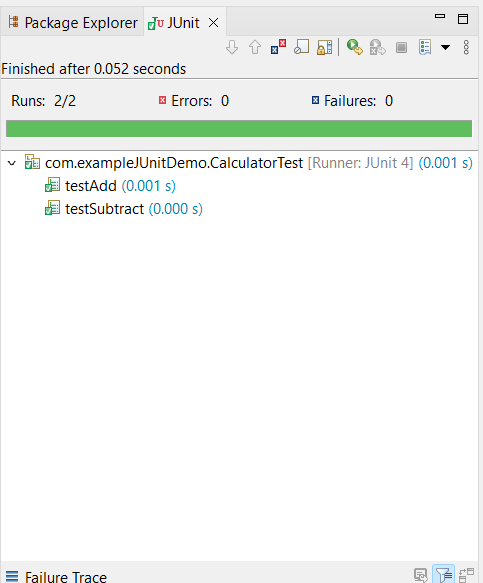 Package Explorer JUnit
Finished after 0.052 seconds
Runs: 2/2 Errors: 0 Failures: 0
com.exampleJUnitDemo.CalculatorTest [Runner: JUnit 4] (0.001 s)
testAdd (0.001 s)
testSubtract (0.000 s)
Failure Trace